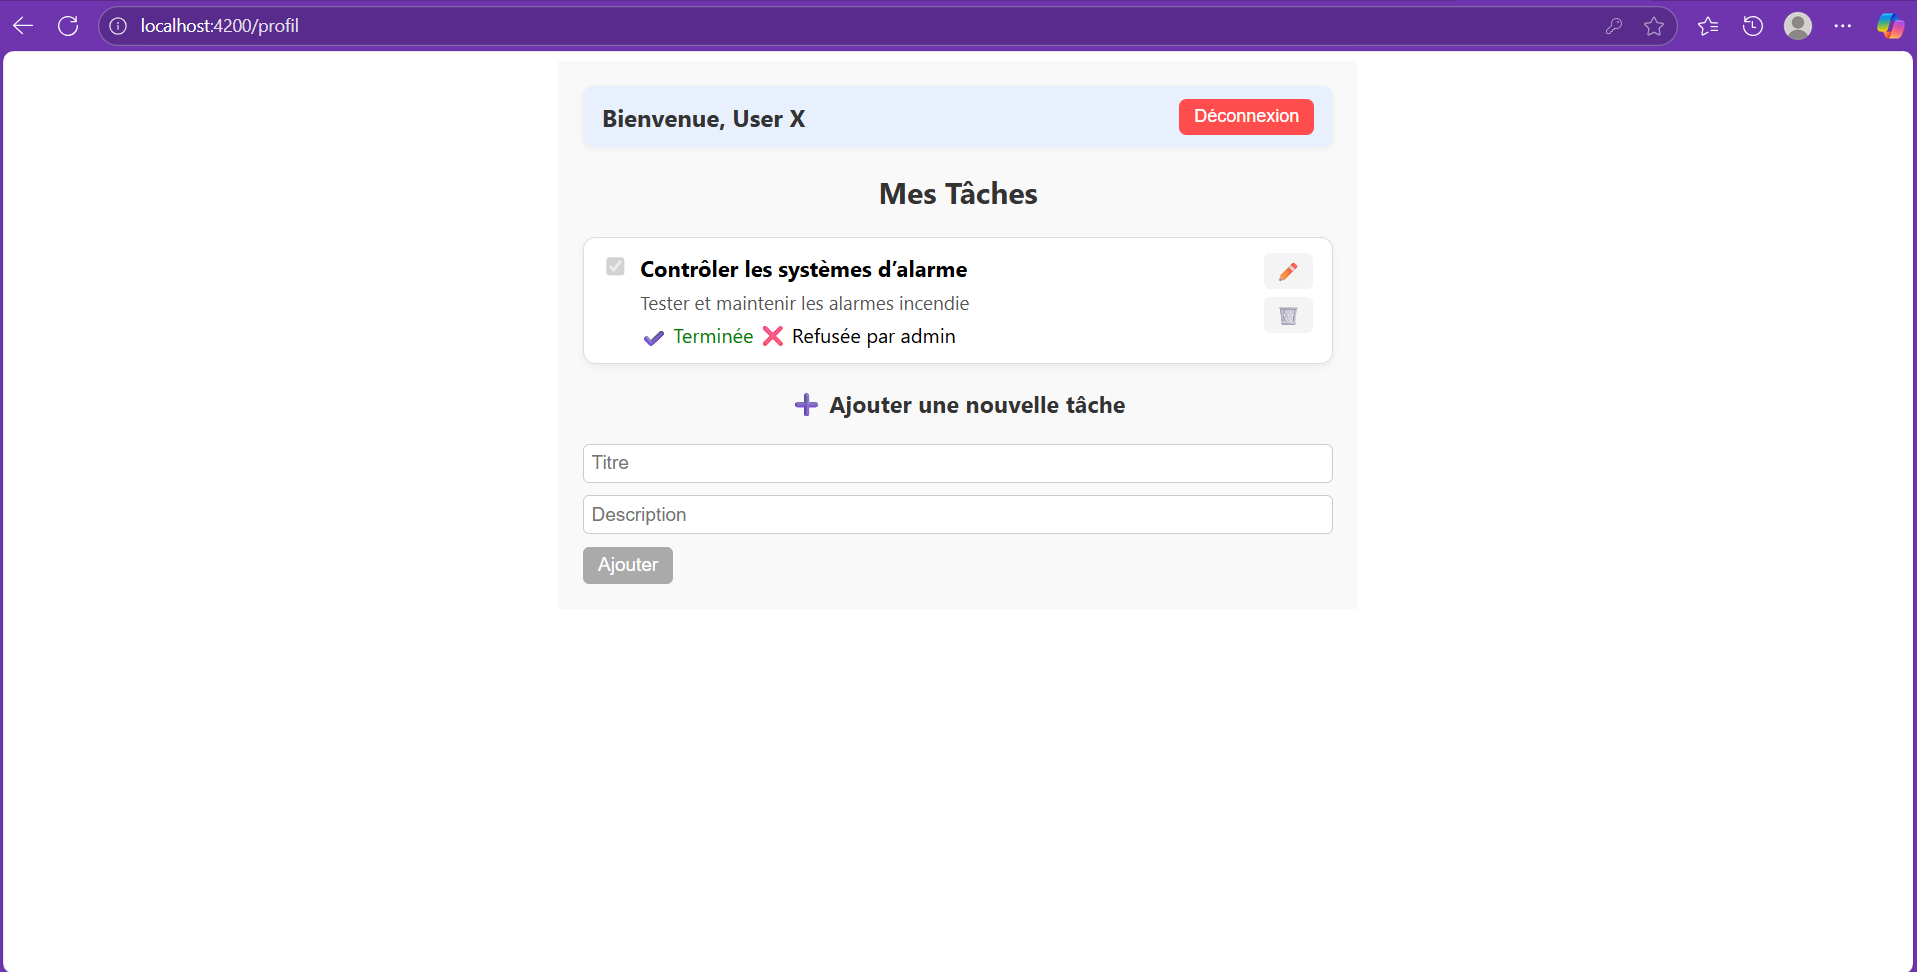 localhost:4200/profil
Bienvenue, User X
Déconnexion
Mes Tâches
Contrôler les systèmes d’alarme
Tester et maintenir les alarmes incendie
✔ Terminée ❌ Refusée par admin
➕ Ajouter une nouvelle tâche
Titre
Description
Ajouter